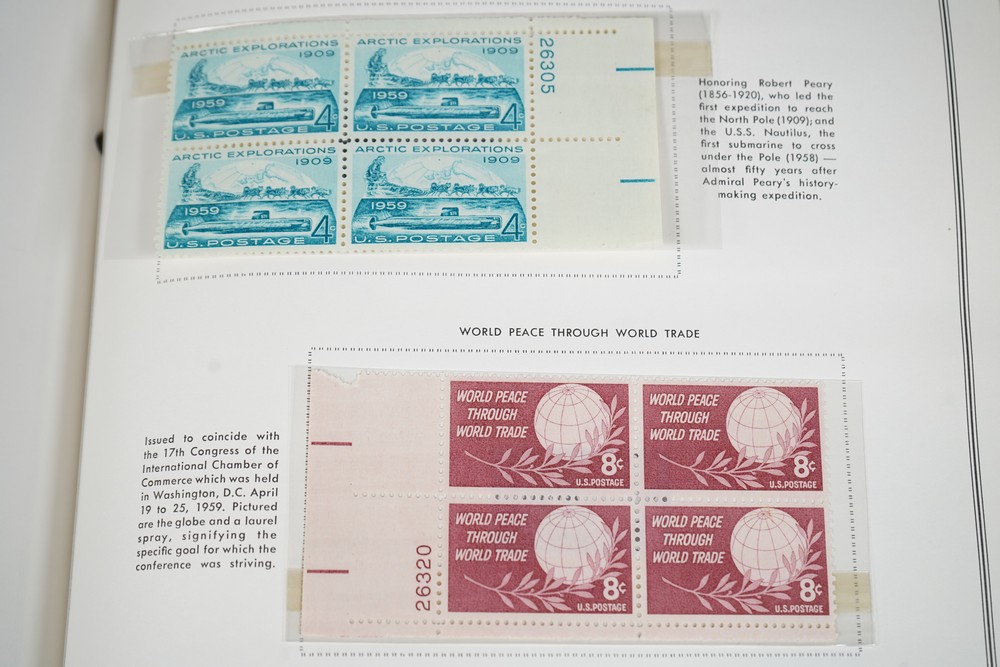 ARCTIC EXPLORATIONS
1909
1959
4¢
U.S. POSTAGE
ARCTIC EXPLORATIONS
1909
1959
4¢
U.S. POSTAGE
26305
ARCTIC EXPLORATIONS
1909
1959
4¢
U.S. POSTAGE
ARCTIC EXPLORATIONS
1909
1959
4¢
U.S. POSTAGE
Honoring Robert Peary
(1856-1920), who led the
first expedition to reach
the North Pole (1909); and
the U.S.S. Nautilus, the
first submarine to cross
under the Pole (1958) —
almost fifty years after
Admiral Peary's history-
making expedition.
WORLD PEACE THROUGH WORLD TRADE
Issued to coincide with
the 17th Congress of the
International Chamber of
Commerce which was held
in Washington, D.C. April
19 to 25, 1959. Pictured
are the globe and a laurel
spray, signifying the
specific goal for which the
conference was striving.
WORLD PEACE
THROUGH
WORLD TRADE
8¢
U.S. POSTAGE
WORLD PEACE
THROUGH
WORLD TRADE
8¢
U.S. POSTAGE
26320
WORLD PEACE
THROUGH
WORLD TRADE
8¢
U.S. POSTAGE
WORLD PEACE
THROUGH
WORLD TRADE
8¢
U.S. POSTAGE